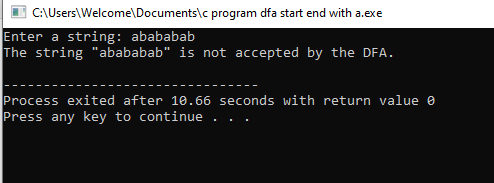 C:\Users\Welcome\Documents\c program dfa start end with a.exe
Enter a string: abababab
The string "abababab" is not accepted by the DFA.
--------------------------------
Process exited after 10.66 seconds with return value 0
Press any key to continue . . .